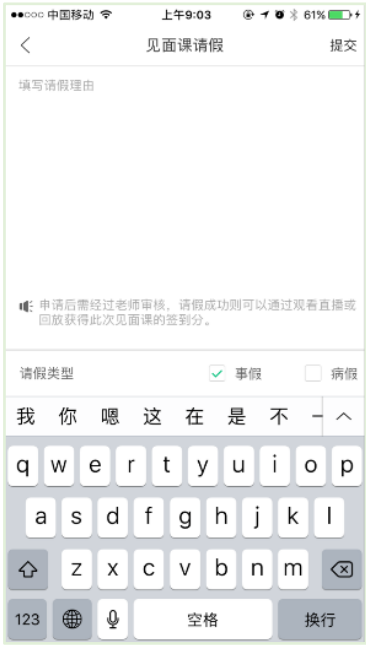 中国移动 上午9:03 61%
见面课请假 提交
填写请假理由
申请后需经过老师审核，请假成功则可以通过观看直播或
回放获得此次见面课的签到分。
请假类型 事假 病假
我 你 嗯 这 在 是 不 一
q w e r t y u i o p
a s d f g h j k l
z x c v b n m
123 空格 换行